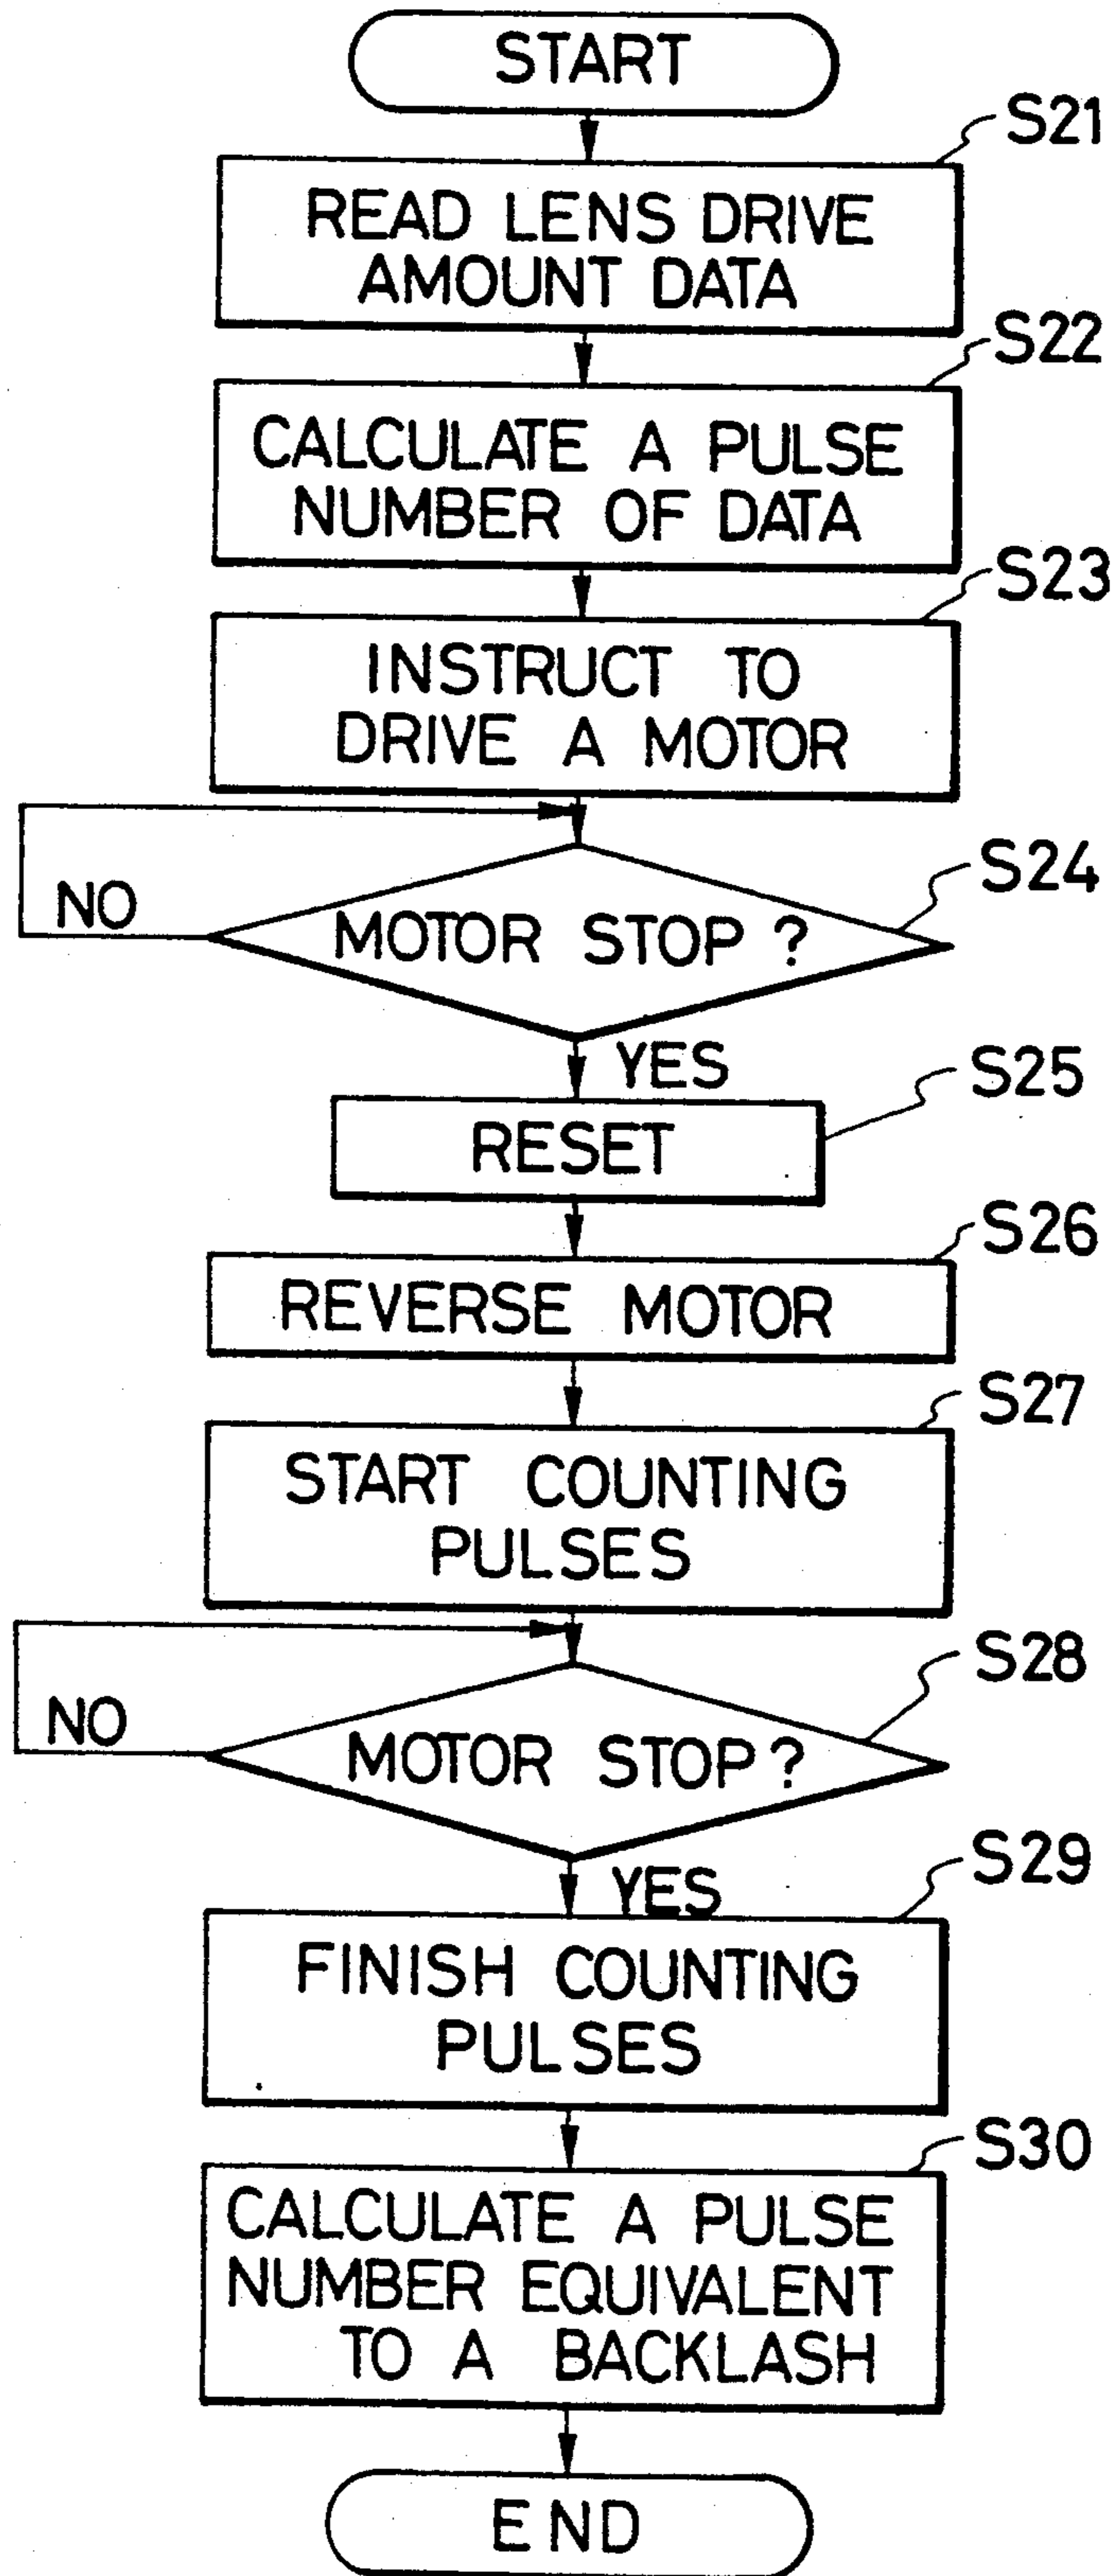 START
S21
READ LENS DRIVE
AMOUNT DATA
S22
CALCULATE A PULSE
NUMBER OF DATA
S23
INSTRUCT TO
DRIVE A MOTOR
S24
NO
MOTOR STOP ?
YES
S25
RESET
S26
REVERSE MOTOR
S27
START COUNTING
PULSES
S28
NO
MOTOR STOP ?
YES
S29
FINISH COUNTING
PULSES
S30
CALCULATE A PULSE
NUMBER EQUIVALENT
TO A BACKLASH
END